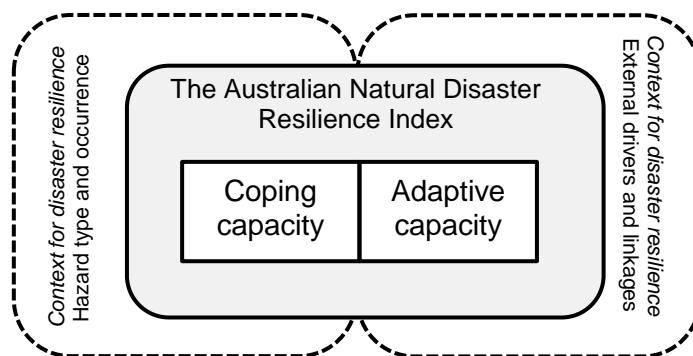 Context for disaster resilience
Hazard type and occurrence
The Australian Natural Disaster
Resilience Index
Coping
capacity
Adaptive
capacity
Context for disaster resilience
External drivers and linkages